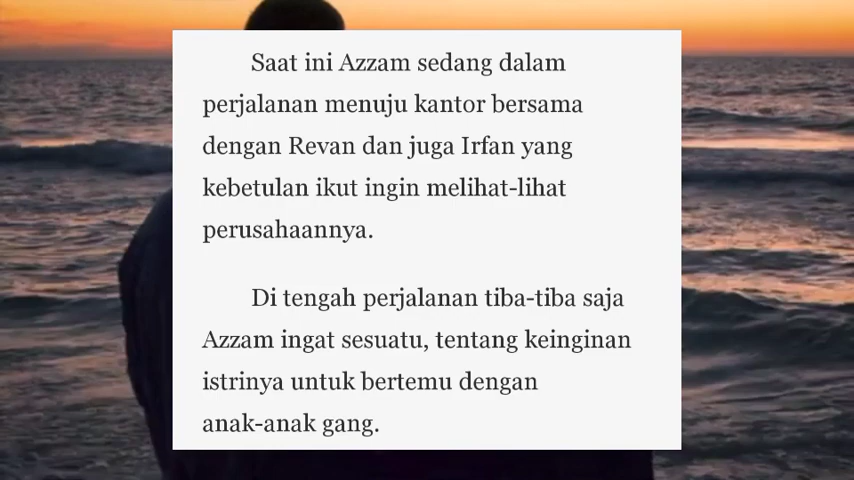 Saat ini Azzam sedang dalam
perjalanan menuju kantor bersama
dengan Revan dan juga Irfan yang
kebetulan ikut ingin melihat-lihat
perusahaannya.
Di tengah perjalanan tiba-tiba saja
Azzam ingat sesuatu, tentang keinginan
istrinya untuk bertemu dengan
anak-anak gang.